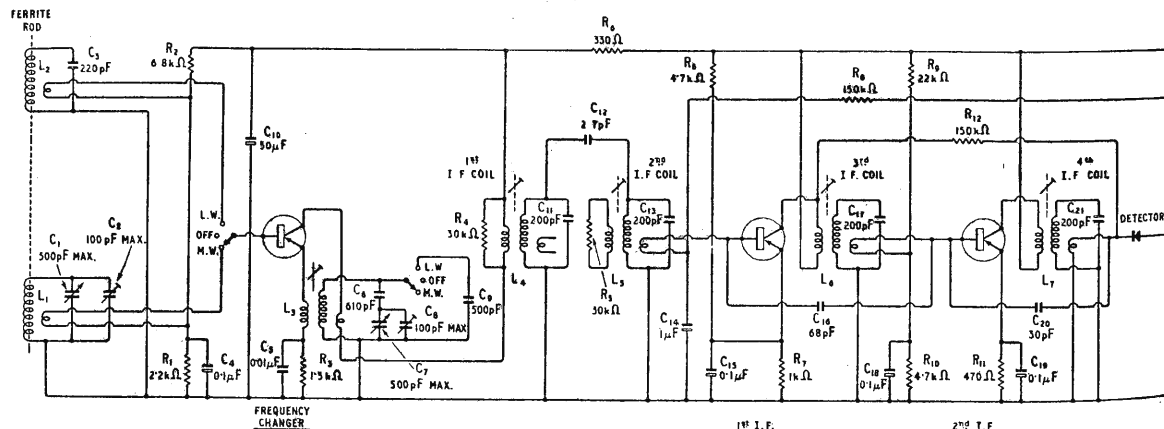 FERRITE
ROD
L2
C3
220pF
R2
6.8kΩ
C10
50µF
R6
330Ω
R8
4.7kΩ
R8
150kΩ
R9
22kΩ
R12
150kΩ
C12
2.7pF
1ST
I F COIL
2ND
I.F. COIL
3RD
I.F. COIL
4th
I.F. COIL
R4
30kΩ
C11
200pF
L4
R5
30kΩ
L5
C13
200pF
C17
200pF
L6
C21
200pF
L7
DETECTOR
L.W.
OFF
M.W.
C1
500pF MAX.
C2
100pF MAX.
L1
L3
C6
610pF
L.W
OFF
M.W.
C9
500pF
C8
100pF MAX
C7
500pF MAX.
R1
2.2kΩ
C4
0.1µF
C5
0.01µF
R3
1.5kΩ
C14
1µF
C15
0.1µF
R7
1kΩ
C16
68pF
C18
0.1µF
R10
4.7kΩ
R11
470Ω
C19
0.1µF
C20
30pF
FREQUENCY
CHANGER
1ST I.F.
2nd I.F.